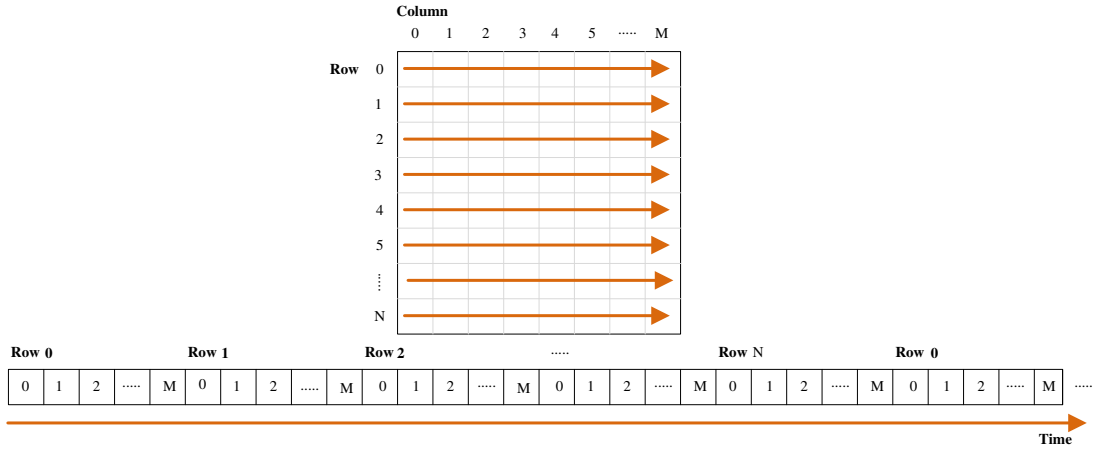 Column
0 1 2 3 4 5 ..... M
Row 0
1
2
3
4
5
.....
N
Row 0 Row 1 Row 2 ..... Row N Row 0
0 1 2 ..... M 0 1 2 ..... M 0 1 2 ..... M 0 1 2 ..... M 0 1 2 ..... M 0 1 2 ..... M .....
Time